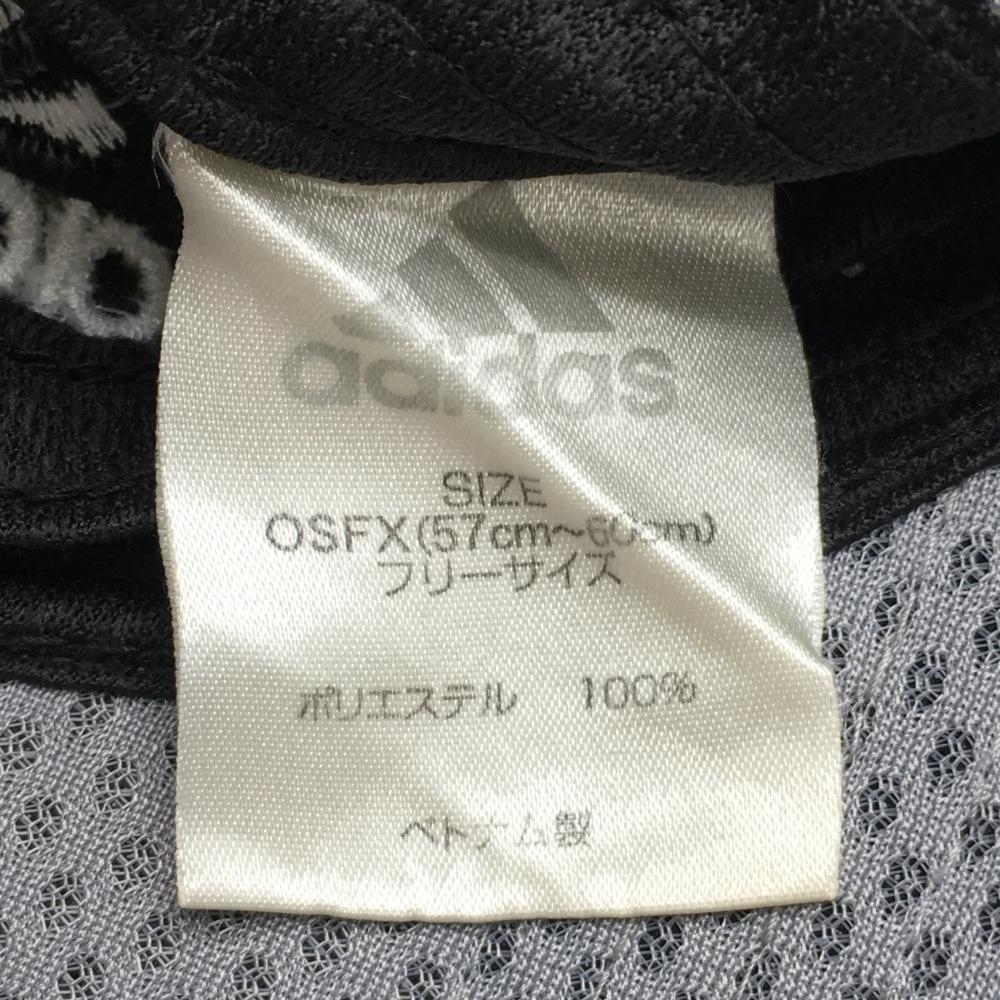 adidas
SIZE
OSFX(57cm~60cm)
フリーサイズ
ポリエステル 100%
ベトナム製